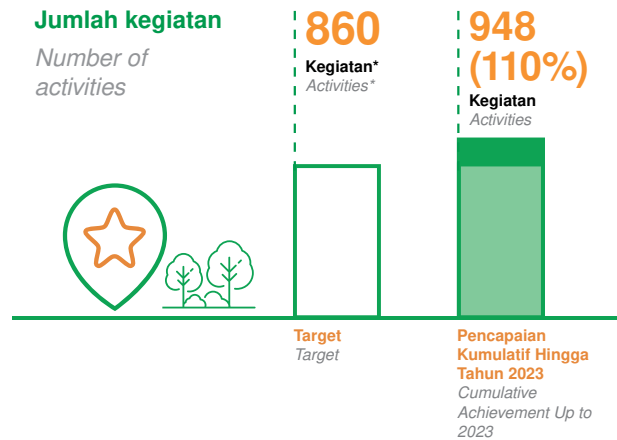 Jumlah kegiatan
Number of
activities
860
Kegiatan*
Activities*
948
(110%)
Kegiatan
Activities
Target
Target
Pencapaian
Kumulatif Hingga
Tahun 2023
Cumulative
Achievement Up to
2023